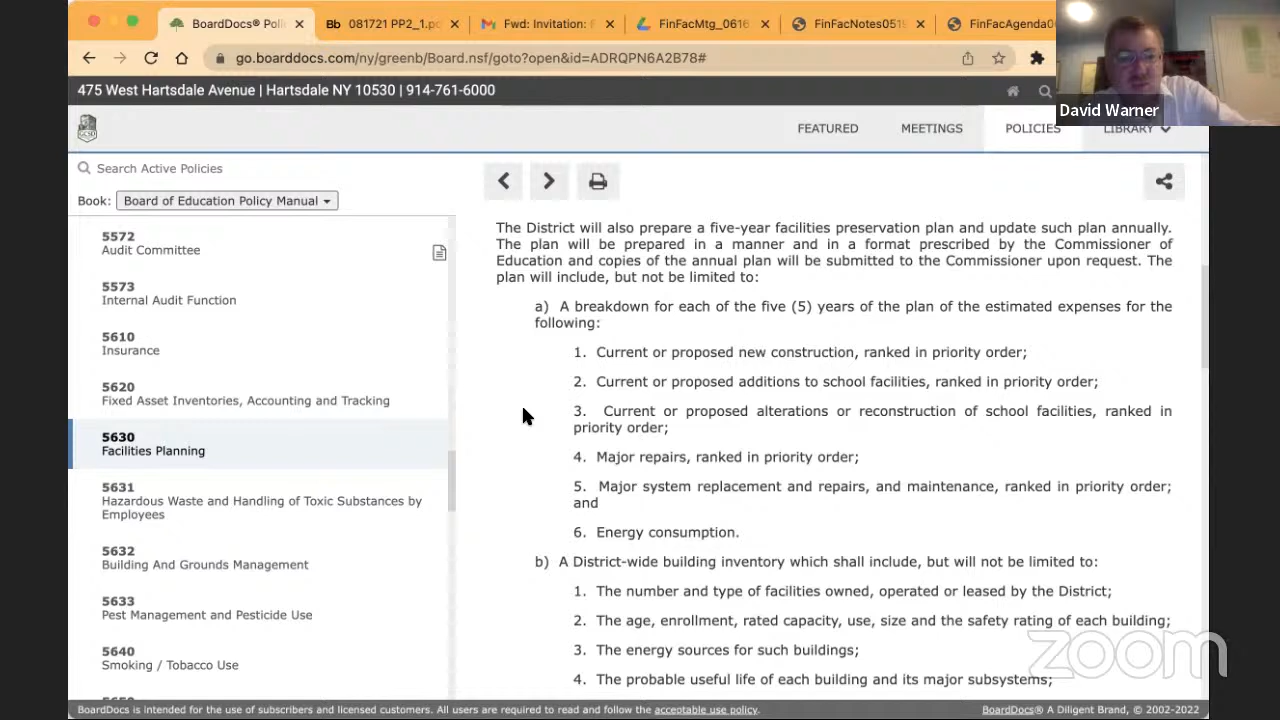 BoardDocs® Poli
Bb 081721 PP2_1.pc
Fwd: Invitation:
FinFacMtg_0616
FinFacNotes051
FinFacAgenda0
go.boarddocs.com/ny/greenb/Board.nsf/goto?open&id=ADRQPN6A2B78#
475 West Hartsdale Avenue | Hartsdale NY 10530 | 914-761-6000
David Warner
GCSD
FEATURED MEETINGS POLICIES LIBRARY
Search Active Policies
Book: Board of Education Policy Manual
5572
Audit Committee
5573
Internal Audit Function
5610
Insurance
5620
Fixed Asset Inventories, Accounting and Tracking
5630
Facilities Planning
5631
Hazardous Waste and Handling of Toxic Substances by
Employees
5632
Building And Grounds Management
5633
Pest Management and Pesticide Use
5640
Smoking / Tobacco Use
The District will also prepare a five-year facilities preservation plan and update such plan annually.
The plan will be prepared in a manner and in a format prescribed by the Commissioner of
Education and copies of the annual plan will be submitted to the Commissioner upon request. The
plan will include, but not be limited to:
a) A breakdown for each of the five (5) years of the plan of the estimated expenses for the
following:
1. Current or proposed new construction, ranked in priority order;
2. Current or proposed additions to school facilities, ranked in priority order;
3. Current or proposed alterations or reconstruction of school facilities, ranked in
priority order;
4. Major repairs, ranked in priority order;
5. Major system replacement and repairs, and maintenance, ranked in priority order;
and
6. Energy consumption.
b) A District-wide building inventory which shall include, but will not be limited to:
1. The number and type of facilities owned, operated or leased by the District;
2. The age, enrollment, rated capacity, use, size and the safety rating of each building;
3. The energy sources for such buildings;
4. The probable useful life of each building and its major subsystems;
zoom
BoardDocs is intended for the use of subscribers and licensed customers. All users are required to read and follow the acceptable use policy.
BoardDocs® A Diligent Brand, © 2002-2022